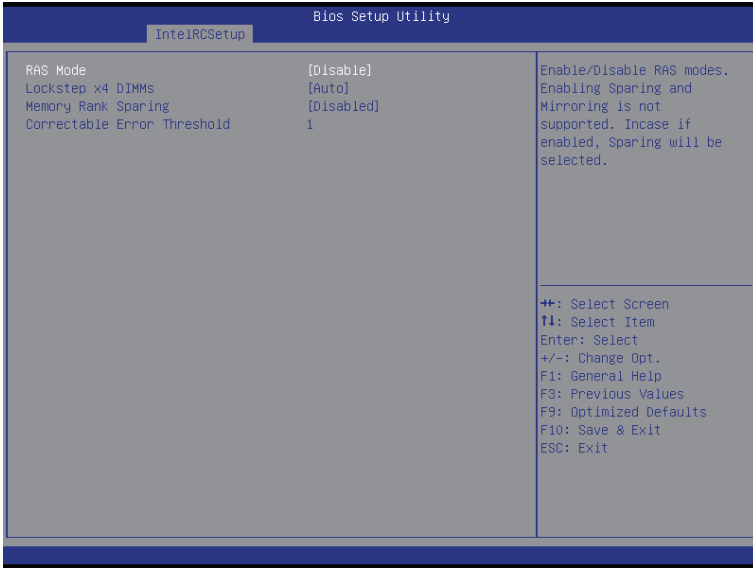 Bios Setup Utility
IntelRCSetup
RAS Mode [Disable]
Lockstep x4 DIMMs [Auto]
Memory Rank Sparing [Disabled]
Correctable Error Threshold 1
Enable/Disable RAS modes.
Enabling Sparing and
Mirroring is not
supported. Incase if
enabled, Sparing will be
selected.
→←: Select Screen
↑↓: Select Item
Enter: Select
+/-: Change Opt.
F1: General Help
F3: Previous Values
F9: Optimized Defaults
F10: Save & Exit
ESC: Exit